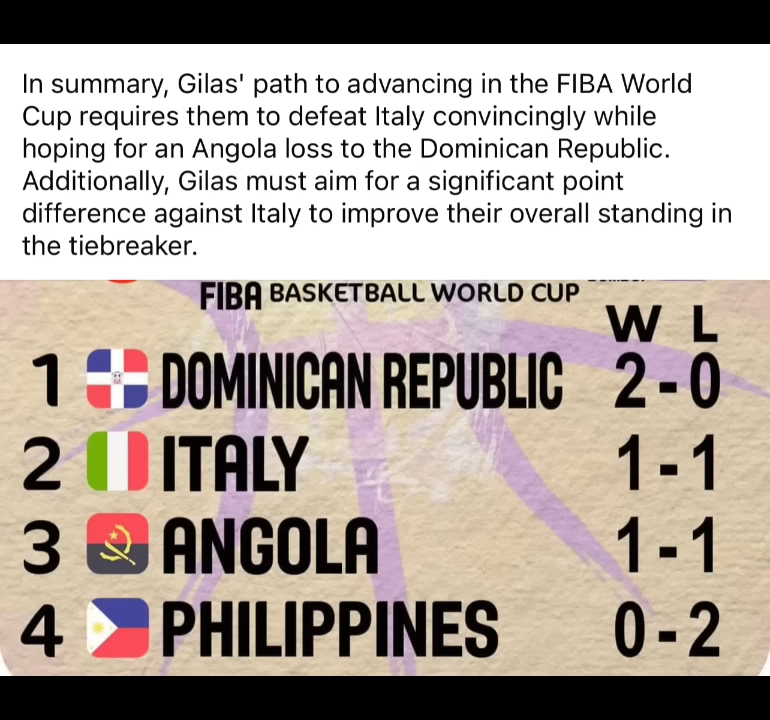 In summary, Gilas' path to advancing in the FIBA World
Cup requires them to defeat Italy convincingly while
hoping for an Angola loss to the Dominican Republic.
Additionally, Gilas must aim for a significant point
difference against Italy to improve their overall standing in
the tiebreaker.
FIBA BASKETBALL WORLD CUP
W L
1 DOMINICAN REPUBLIC 2-0
2 ITALY 1-1
3 ANGOLA 1-1
4 PHILIPPINES 0-2